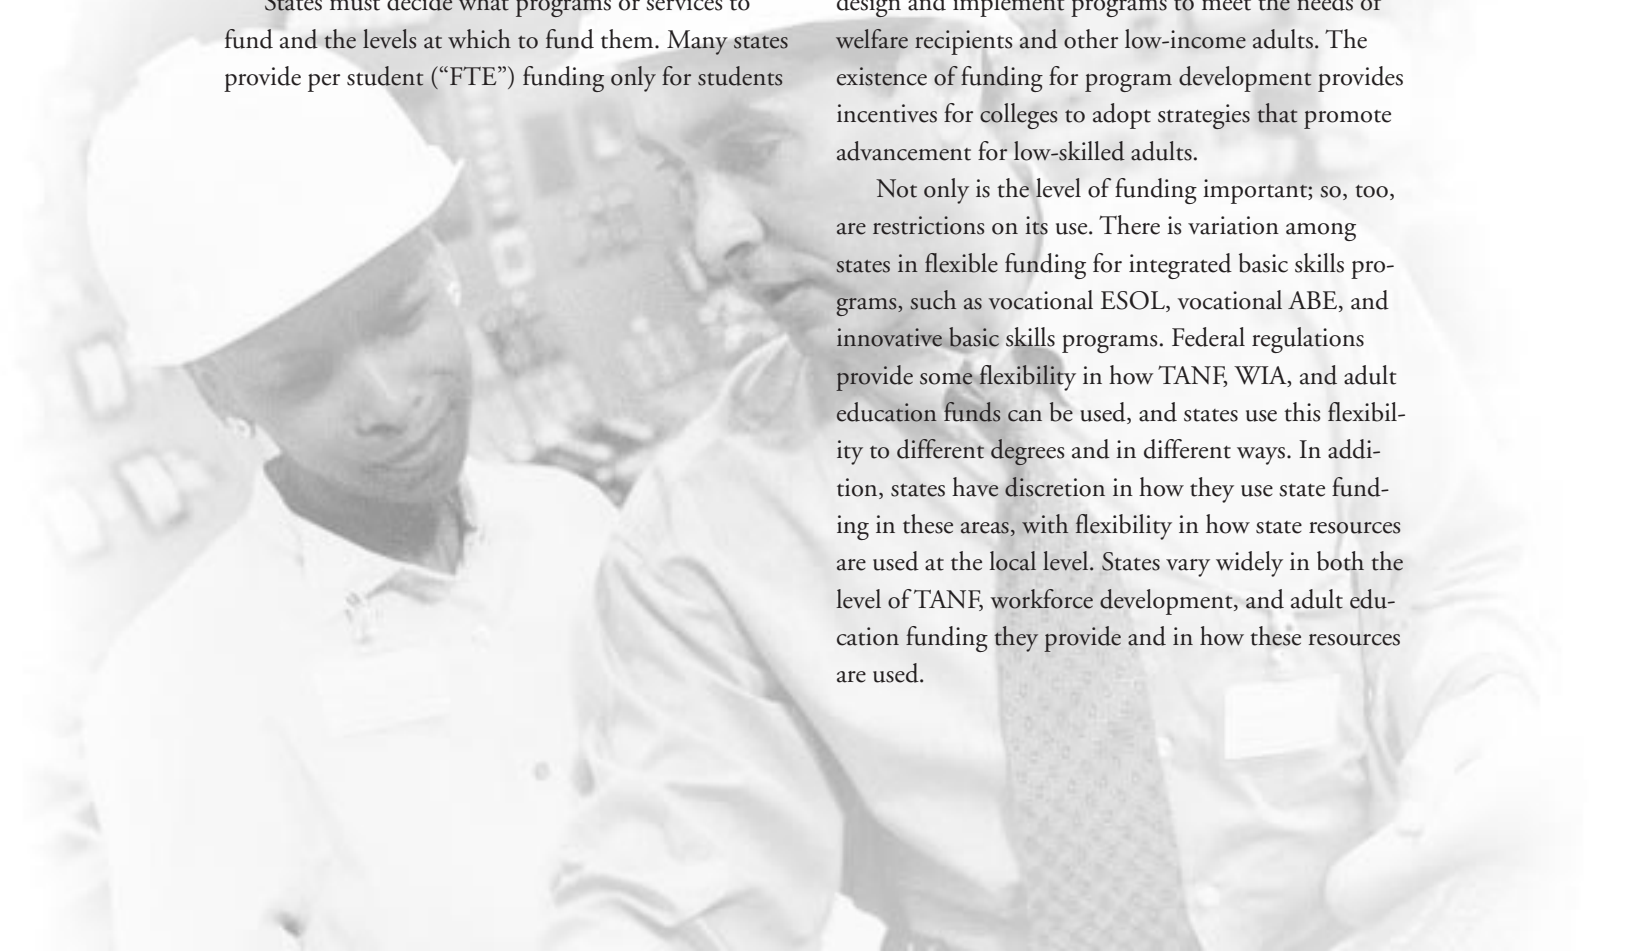 States must decide what programs or services to
fund and the levels at which to fund them. Many states
provide per student (“FTE”) funding only for students
design and implement programs to meet the needs of
welfare recipients and other low-income adults. The
existence of funding for program development provides
incentives for colleges to adopt strategies that promote
advancement for low-skilled adults.
Not only is the level of funding important; so, too,
are restrictions on its use. There is variation among
states in flexible funding for integrated basic skills pro-
grams, such as vocational ESOL, vocational ABE, and
innovative basic skills programs. Federal regulations
provide some flexibility in how TANF, WIA, and adult
education funds can be used, and states use this flexibil-
ity to different degrees and in different ways. In addi-
tion, states have discretion in how they use state fund-
ing in these areas, with flexibility in how state resources
are used at the local level. States vary widely in both the
level of TANF, workforce development, and adult edu-
cation funding they provide and in how these resources
are used.